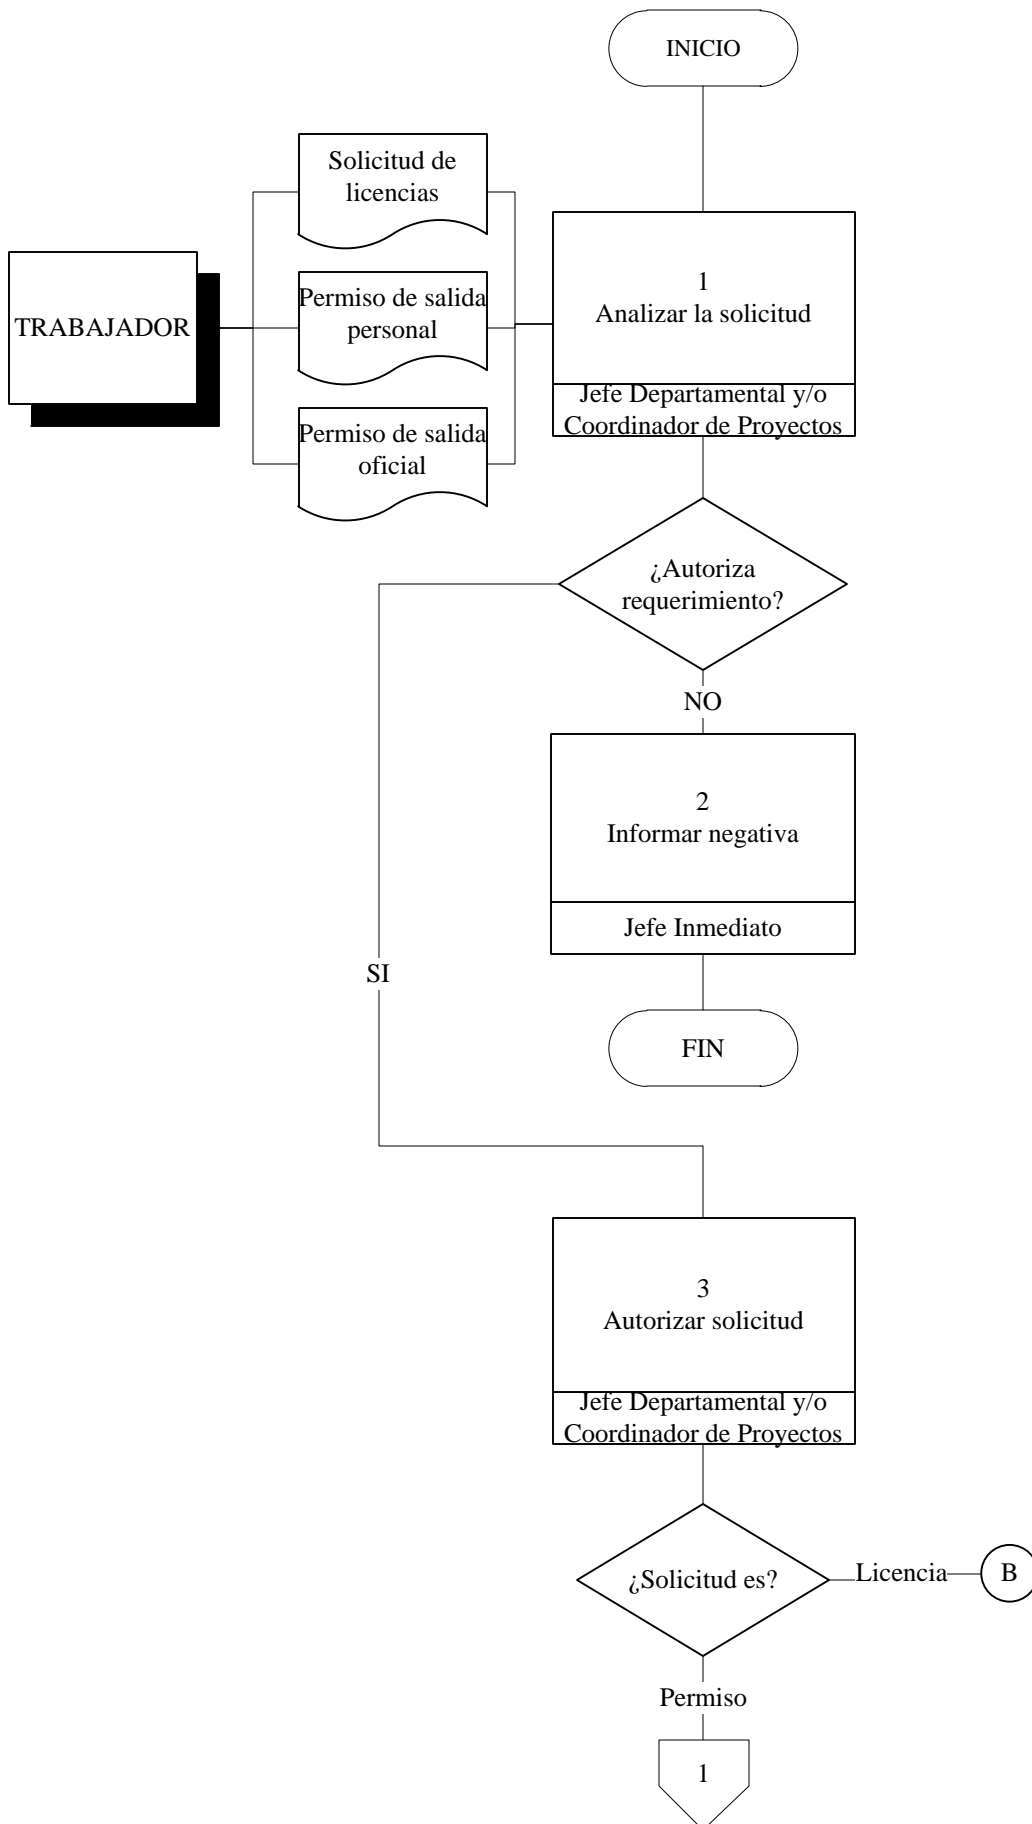 INICIO
Solicitud de
licencias
TRABAJADOR
Permiso de salida
personal
Permiso de salida
oficial
1
Analizar la solicitud
Jefe Departamental y/o
Coordinador de Proyectos
¿Autoriza
requerimiento?
NO
2
Informar negativa
Jefe Inmediato
SI
FIN
3
Autorizar solicitud
Jefe Departamental y/o
Coordinador de Proyectos
¿Solicitud es?
Licencia
B
Permiso
1